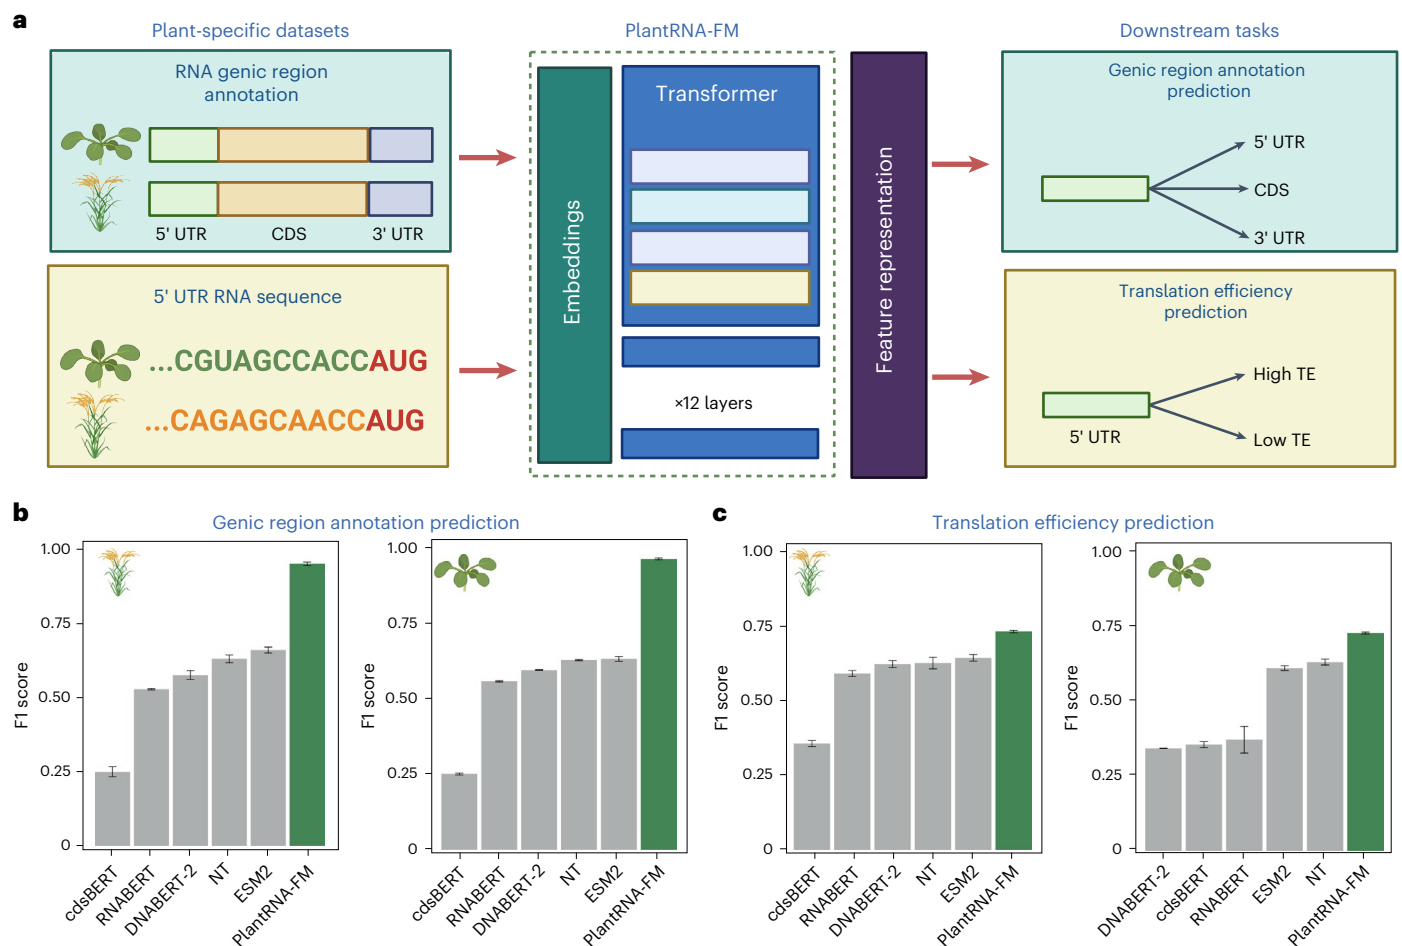 a
Plant-specific datasets
PlantRNA-FM
Downstream tasks
RNA genic region
annotation
5' UTR
CDS
3' UTR
5' UTR RNA sequence
...CGUAGCCACCAUG
...CAGAGCAACCAUG
Embeddings
Transformer
×12 layers
Feature representation
Genic region annotation
prediction
5' UTR
CDS
3' UTR
Translation efficiency
prediction
5' UTR
High TE
Low TE
b
Genic region annotation prediction
F1 score
1.00
0.75
0.50
0.25
0
cdsBERT
RNABERT
DNABERT-2
NT
ESM2
PlantRNA-FM
F1 score
1.00
0.75
0.50
0.25
0
cdsBERT
RNABERT
DNABERT-2
NT
ESM2
PlantRNA-FM
c
Translation efficiency prediction
F1 score
1.00
0.75
0.50
0.25
0
cdsBERT
RNABERT
DNABERT-2
NT
ESM2
PlantRNA-FM
F1 score
1.00
0.75
0.50
0.25
0
DNABERT-2
cdsBERT
RNABERT
ESM2
NT
PlantRNA-FM